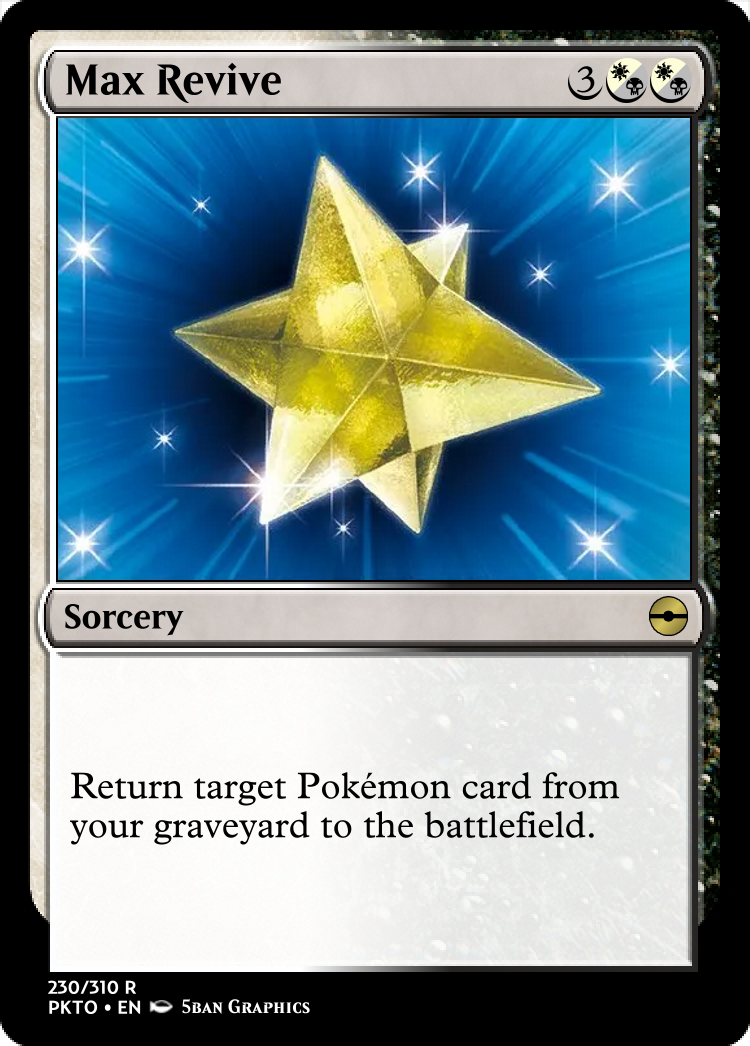 Max Revive 3
Sorcery
Return target Pokémon card from
your graveyard to the battlefield.
230/310 R
PKTO • EN 5ban Graphics